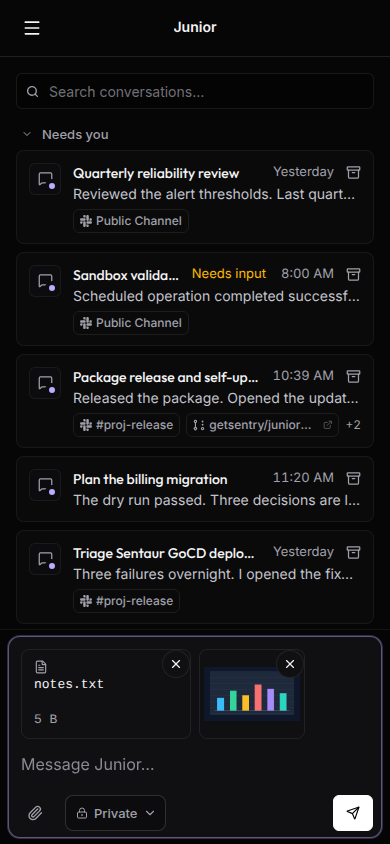 Junior
Search conversations...
Needs you
Quarterly reliability review Yesterday
Reviewed the alert thresholds. Last quart...
Public Channel
Sandbox valida... Needs input 8:00 AM
Scheduled operation completed successf...
Public Channel
Package release and self-up... 10:39 AM
Released the package. Opened the updat...
#proj-release getsentry/junior... +2
Plan the billing migration 11:20 AM
The dry run passed. Three decisions are l...
Triage Sentaur GoCD deplo... Yesterday
Three failures overnight. I opened the fix...
#proj-release
notes.txt
5 B
Message Junior...
Private